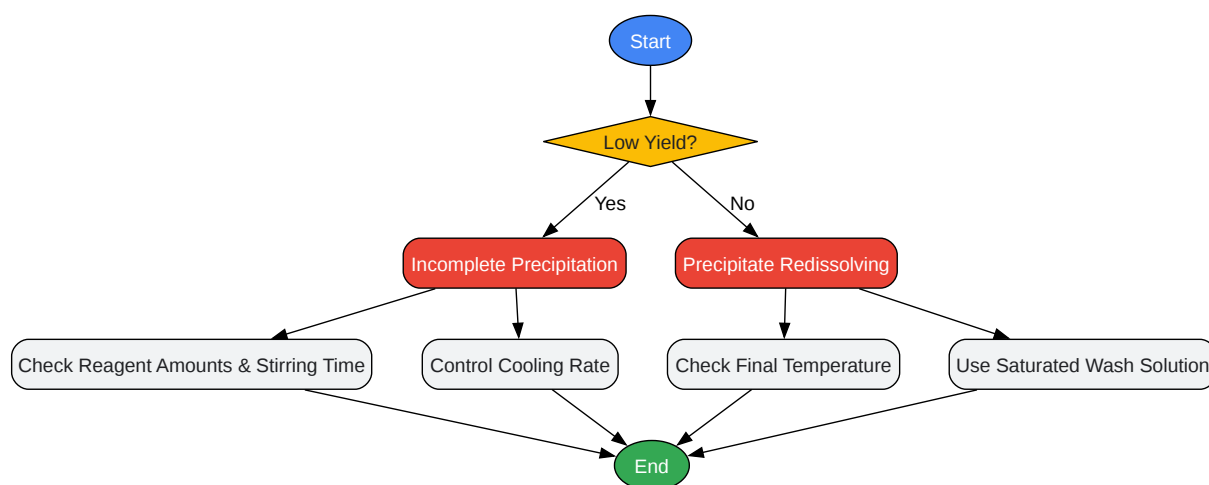 Start
Low Yield?
Yes
No
Incomplete Precipitation
Precipitate Redissolving
Check Reagent Amounts & Stirring Time
Control Cooling Rate
Check Final Temperature
Use Saturated Wash Solution
End